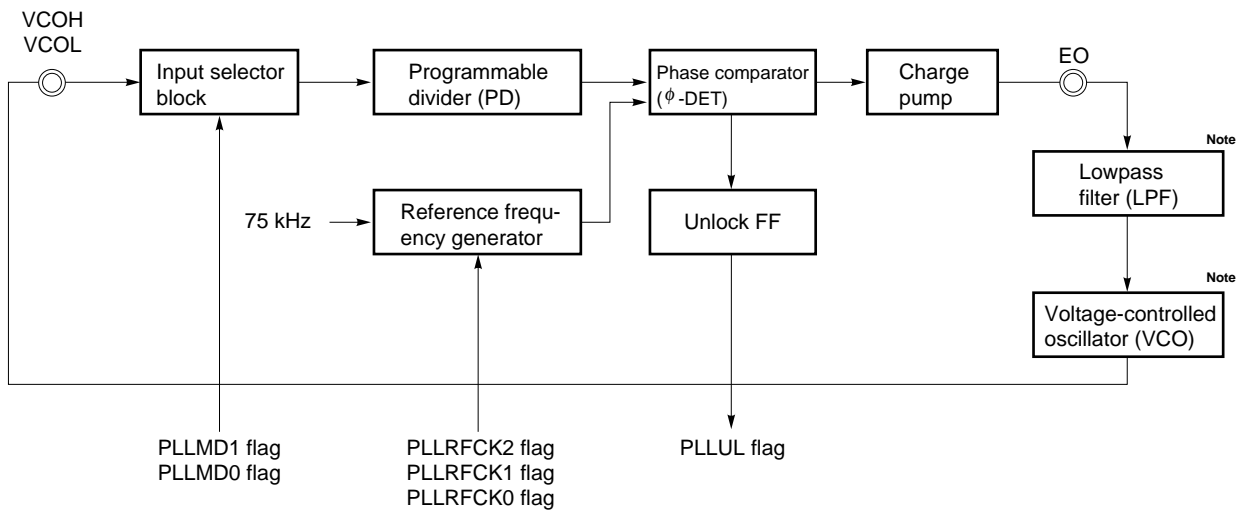 VCOH
VCOL
Input selector
block
Programmable
divider (PD)
Phase comparator
(ϕ-DET)
Charge
pump
EO
Note
Lowpass
filter (LPF)
75 kHz
Reference frequ-
ency generator
Unlock FF
Note
Voltage-controlled
oscillator (VCO)
PLLMD1 flag
PLLMD0 flag
PLLRFCK2 flag
PLLRFCK1 flag
PLLRFCK0 flag
PLLUL flag